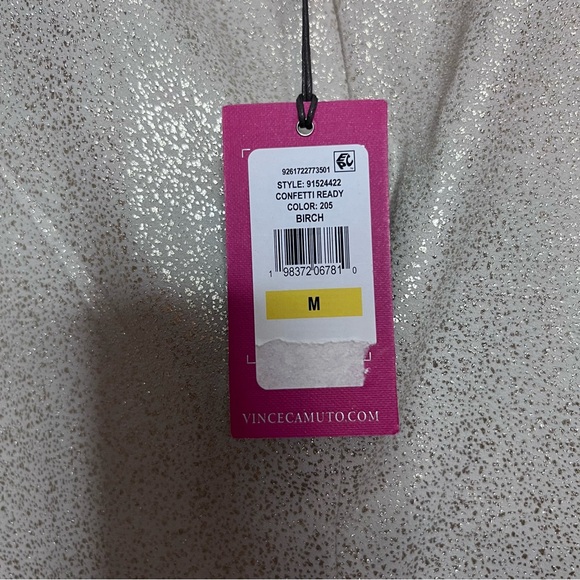 9261722773501
STYLE: 91524422
CONFETTI READY
COLOR: 205
BIRCH
1 98372 06781 0
M
VINCECAMUTO.COM